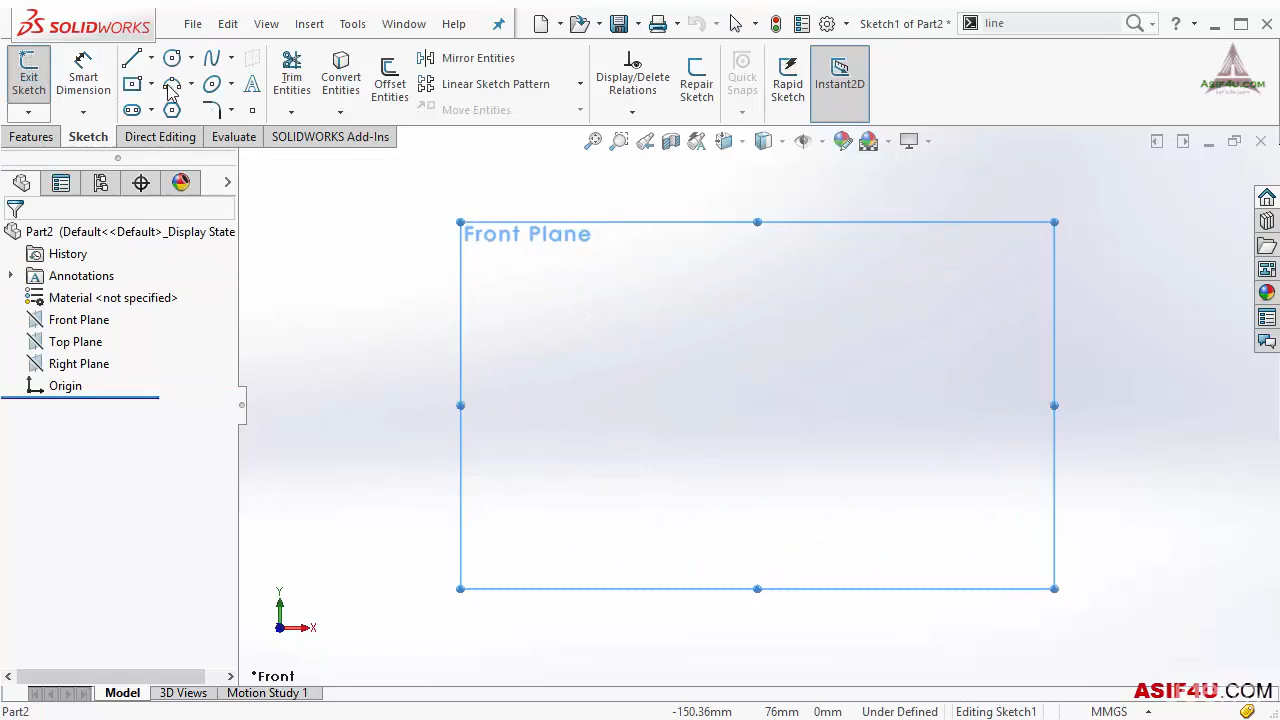 SOLIDWORKS
File Edit View Insert Tools Window Help
Sketch1 of Part2 *
line
Exit Sketch
Smart Dimension
Trim Entities
Convert Entities
Offset Entities
Mirror Entities
Linear Sketch Pattern
Move Entities
Display/Delete Relations
Repair Sketch
Quick Snaps
Rapid Sketch
Instant2D
ASIF4U.COM
Features Sketch Direct Editing Evaluate SOLIDWORKS Add-Ins
Part2 (Default<<Default>_Display State
History
Annotations
Material <not specified>
Front Plane
Top Plane
Right Plane
Origin
Front Plane
Y
X
*Front
Model 3D Views Motion Study 1
ASIF4U.COM
Part2 -150.36mm 76mm 0mm Under Defined Editing Sketch1 MMGS